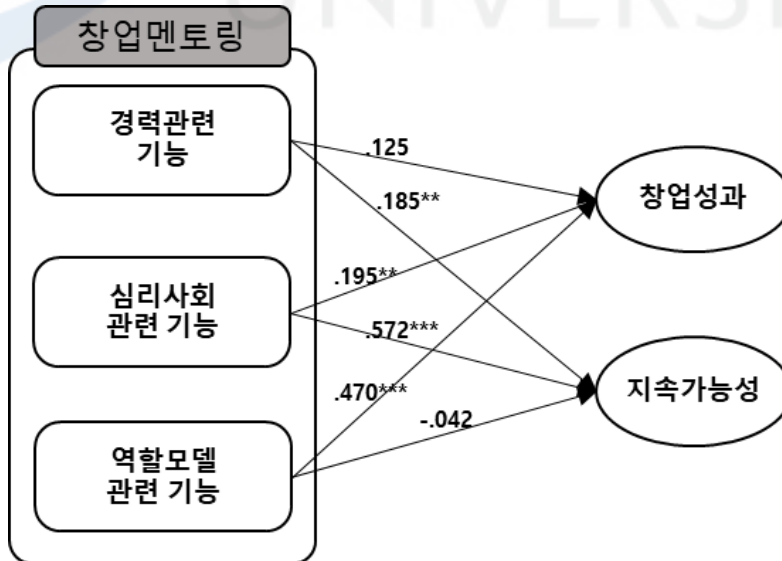 UNIVERSI
창업멘토링
경력관련
기능
심리사회
관련 기능
역할모델
관련 기능
.125
.185**
.195**
.572***
.470***
-.042
창업성과
지속가능성